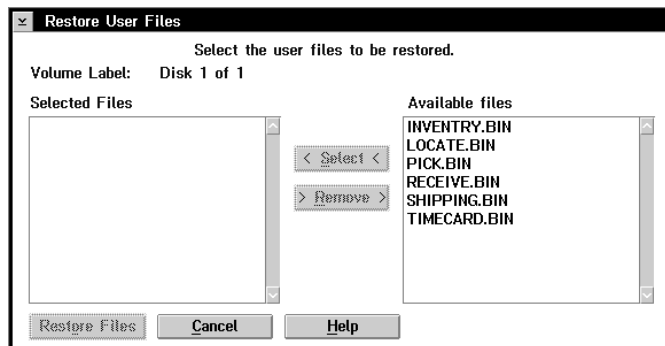 Restore User Files
Select the user files to be restored.
Volume Label: Disk 1 of 1
Selected Files
Available files
INVENTRY.BIN
LOCATE.BIN
PICK.BIN
RECEIVE.BIN
SHIPPING.BIN
TIMECARD.BIN
< Select <
> Remove >
Restore Files Cancel Help